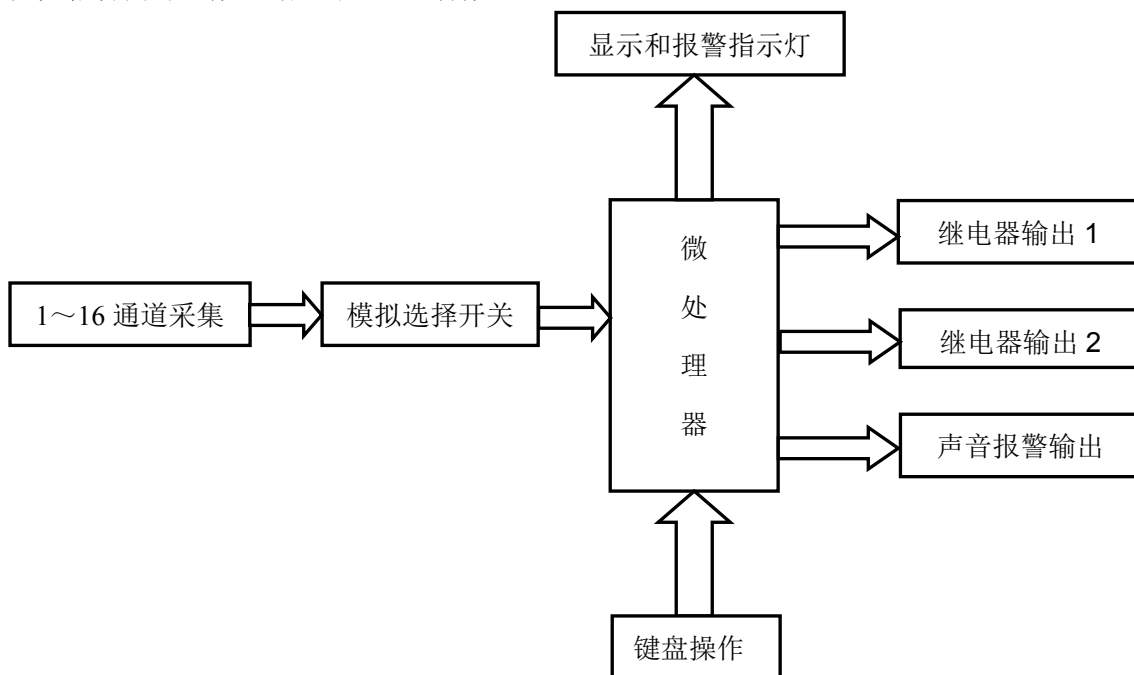 显示和报警指示灯
微
处
理
器
继电器输出 1
1～16 通道采集
模拟选择开关
继电器输出 2
声音报警输出
键盘操作